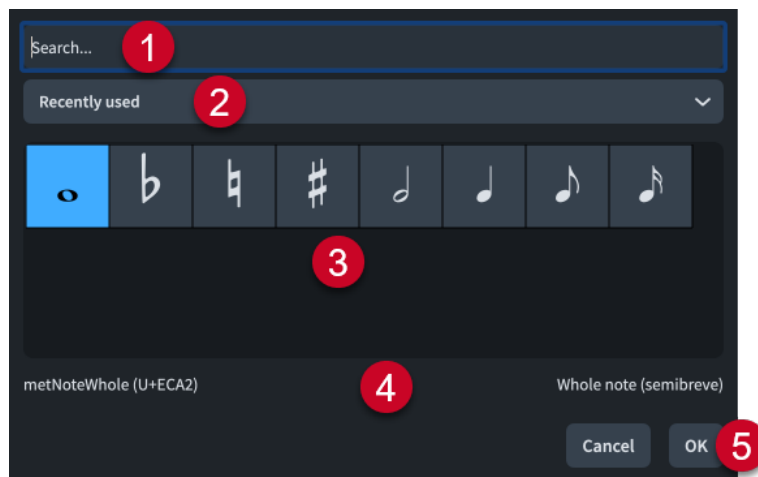 Search... 1
Recently used 2
3
metNoteWhole (U+ECA2) 4 Whole note (semibreve)
Cancel OK 5